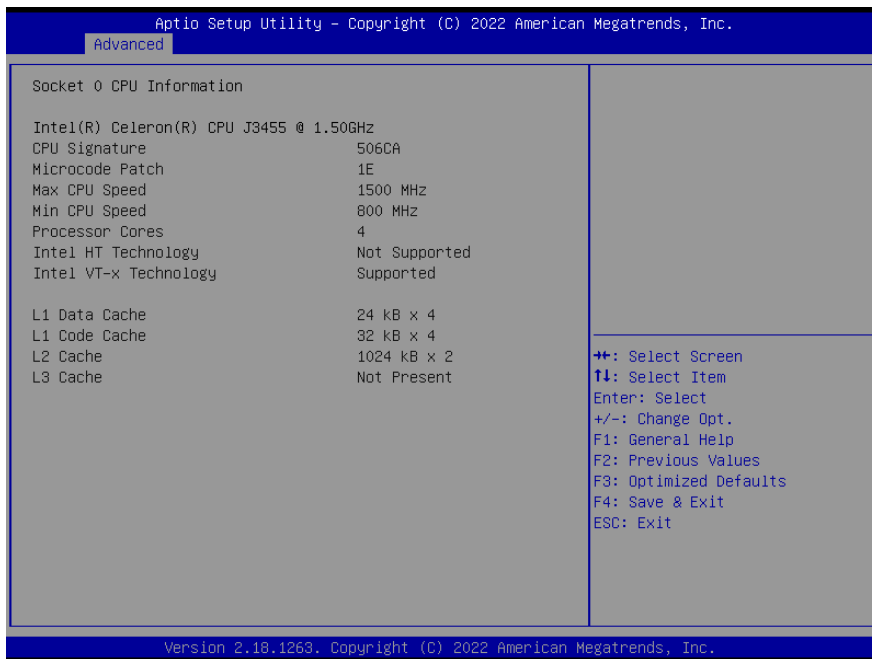 Aptio Setup Utility – Copyright (C) 2022 American Megatrends, Inc.
Advanced
Socket 0 CPU Information
Intel(R) Celeron(R) CPU J3455 @ 1.50GHz
CPU Signature 506CA
Microcode Patch 1E
Max CPU Speed 1500 MHz
Min CPU Speed 800 MHz
Processor Cores 4
Intel HT Technology Not Supported
Intel VT-x Technology Supported
L1 Data Cache 24 kB x 4
L1 Code Cache 32 kB x 4
L2 Cache 1024 kB x 2
L3 Cache Not Present
→←: Select Screen
↑↓: Select Item
Enter: Select
+/-: Change Opt.
F1: General Help
F2: Previous Values
F3: Optimized Defaults
F4: Save & Exit
ESC: Exit
Version 2.18.1263. Copyright (C) 2022 American Megatrends, Inc.